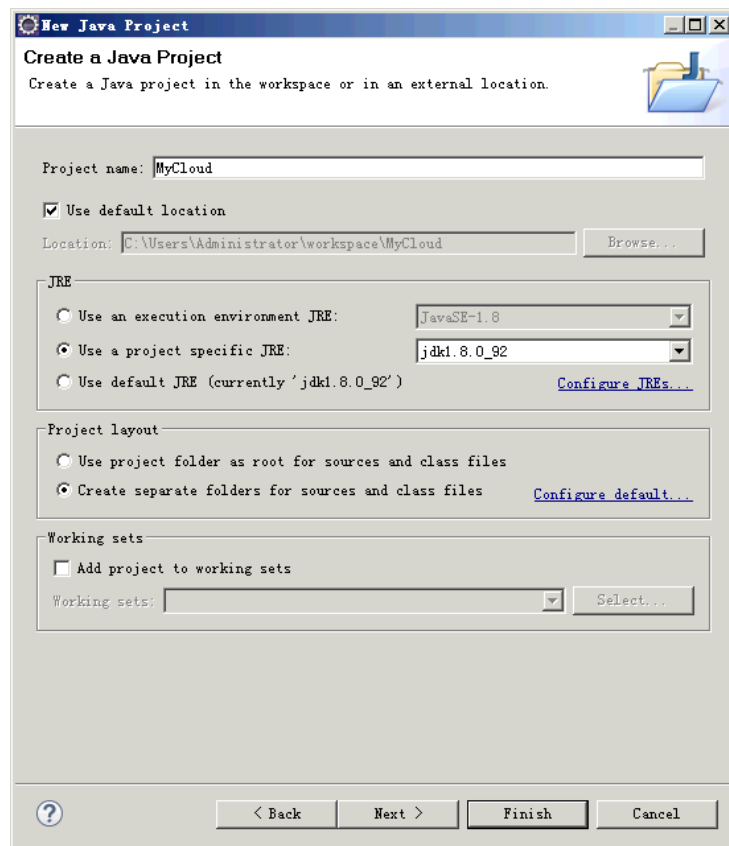 New Java Project
Create a Java Project
Create a Java project in the workspace or in an external location.
Project name: MyCloud
Use default location
Location: C:\Users\Administrator\workspace\MyCloud Browse...
JRE
Use an execution environment JRE: JavaSE-1.8
Use a project specific JRE: jdk1.8.0_92
Use default JRE (currently 'jdk1.8.0_92') Configure JREs...
Project layout
Use project folder as root for sources and class files
Create separate folders for sources and class files Configure default...
Working sets
Add project to working sets
Working sets: Select...
? < Back Next > Finish Cancel